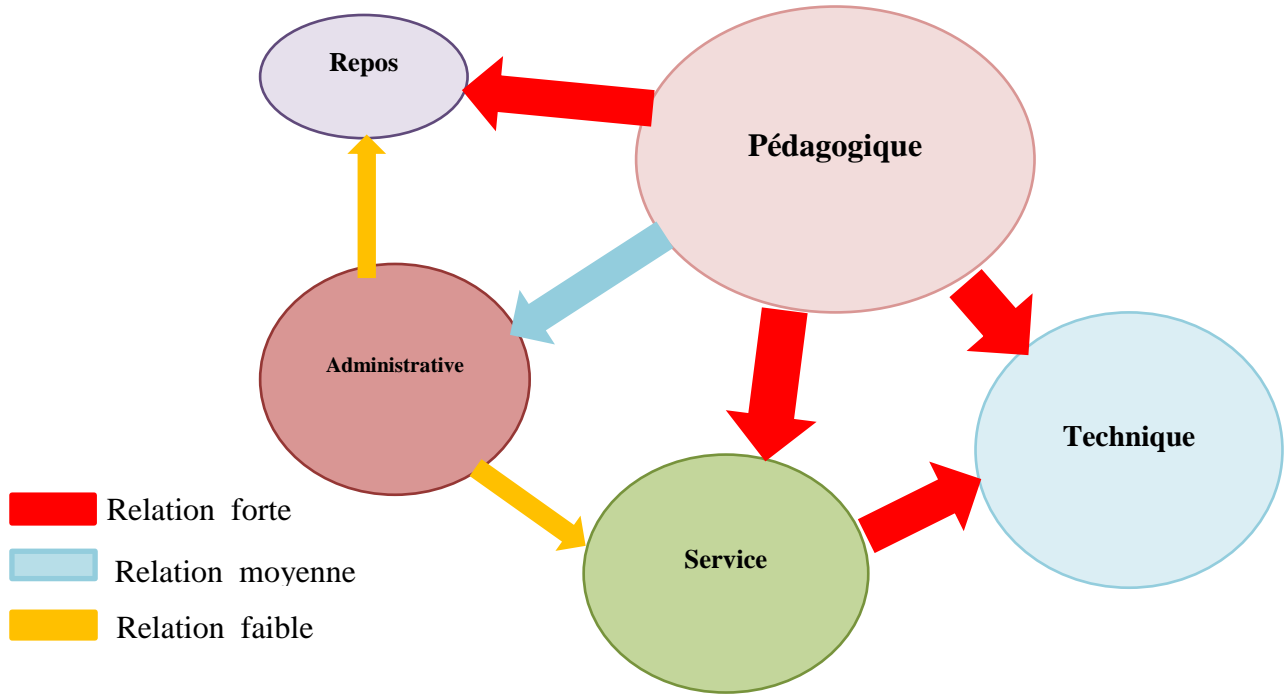 Repos
Pédagogique
Administrative
Technique
Service
Relation forte
Relation moyenne
Relation faible